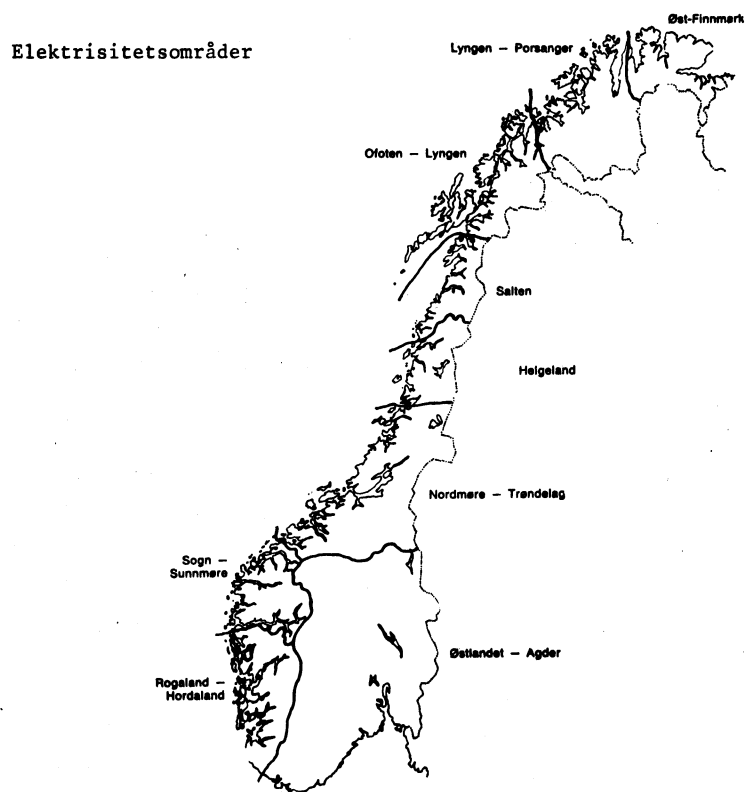 Øst-Finnmark
Elektrisitetsområder
Lyngen – Porsanger
Ofoten – Lyngen
Salten
Helgeland
Nordmøre – Trøndelag
Sogn –
Sunnmøre
Østlandet – Agder
Rogaland –
Hordaland